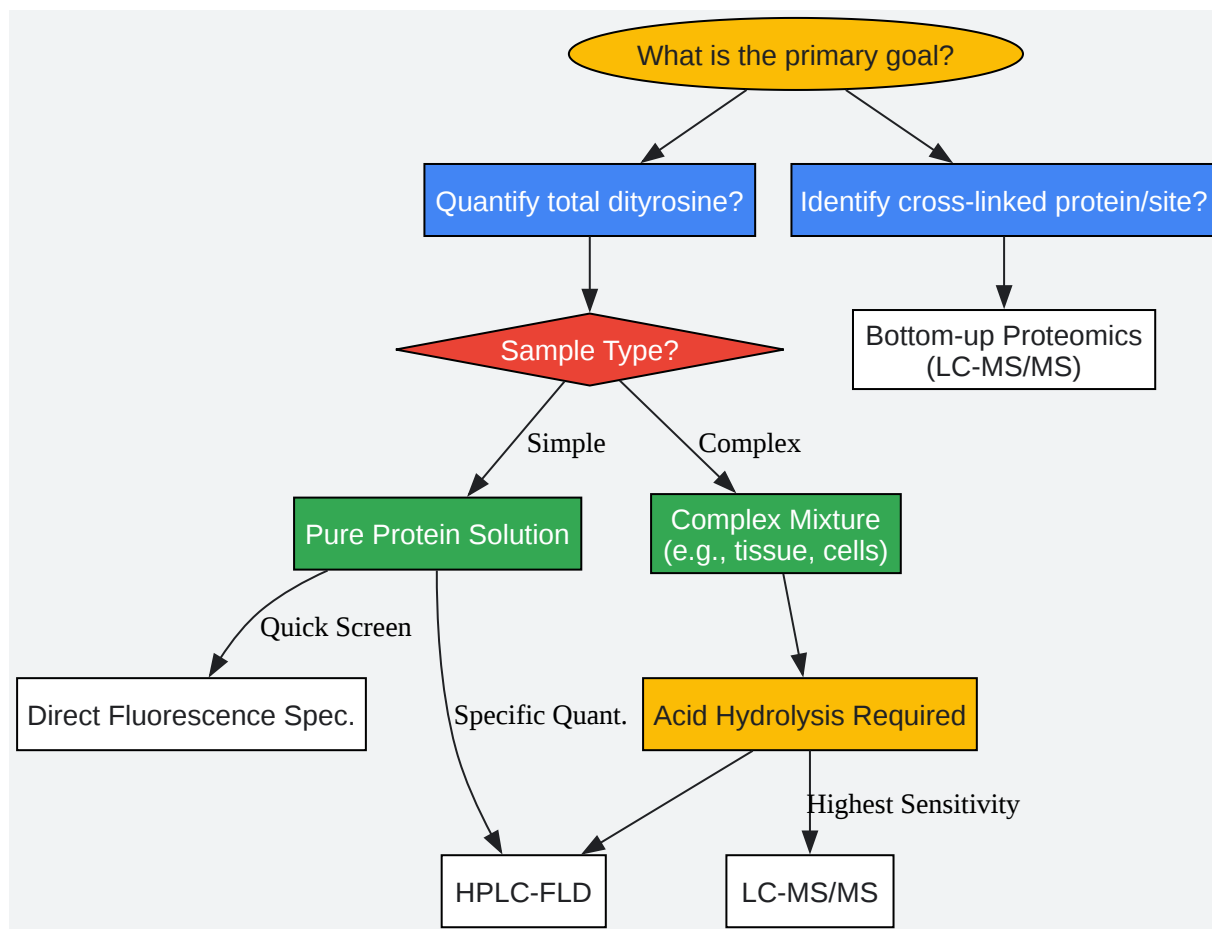 What is the primary goal?
Quantify total dityrosine?
Identify cross-linked protein/site?
Bottom-up Proteomics
(LC-MS/MS)
Sample Type?
Simple
Complex
Pure Protein Solution
Complex Mixture
(e.g., tissue, cells)
Quick Screen
Direct Fluorescence Spec.
Specific Quant.
Acid Hydrolysis Required
Highest Sensitivity
HPLC-FLD
LC-MS/MS